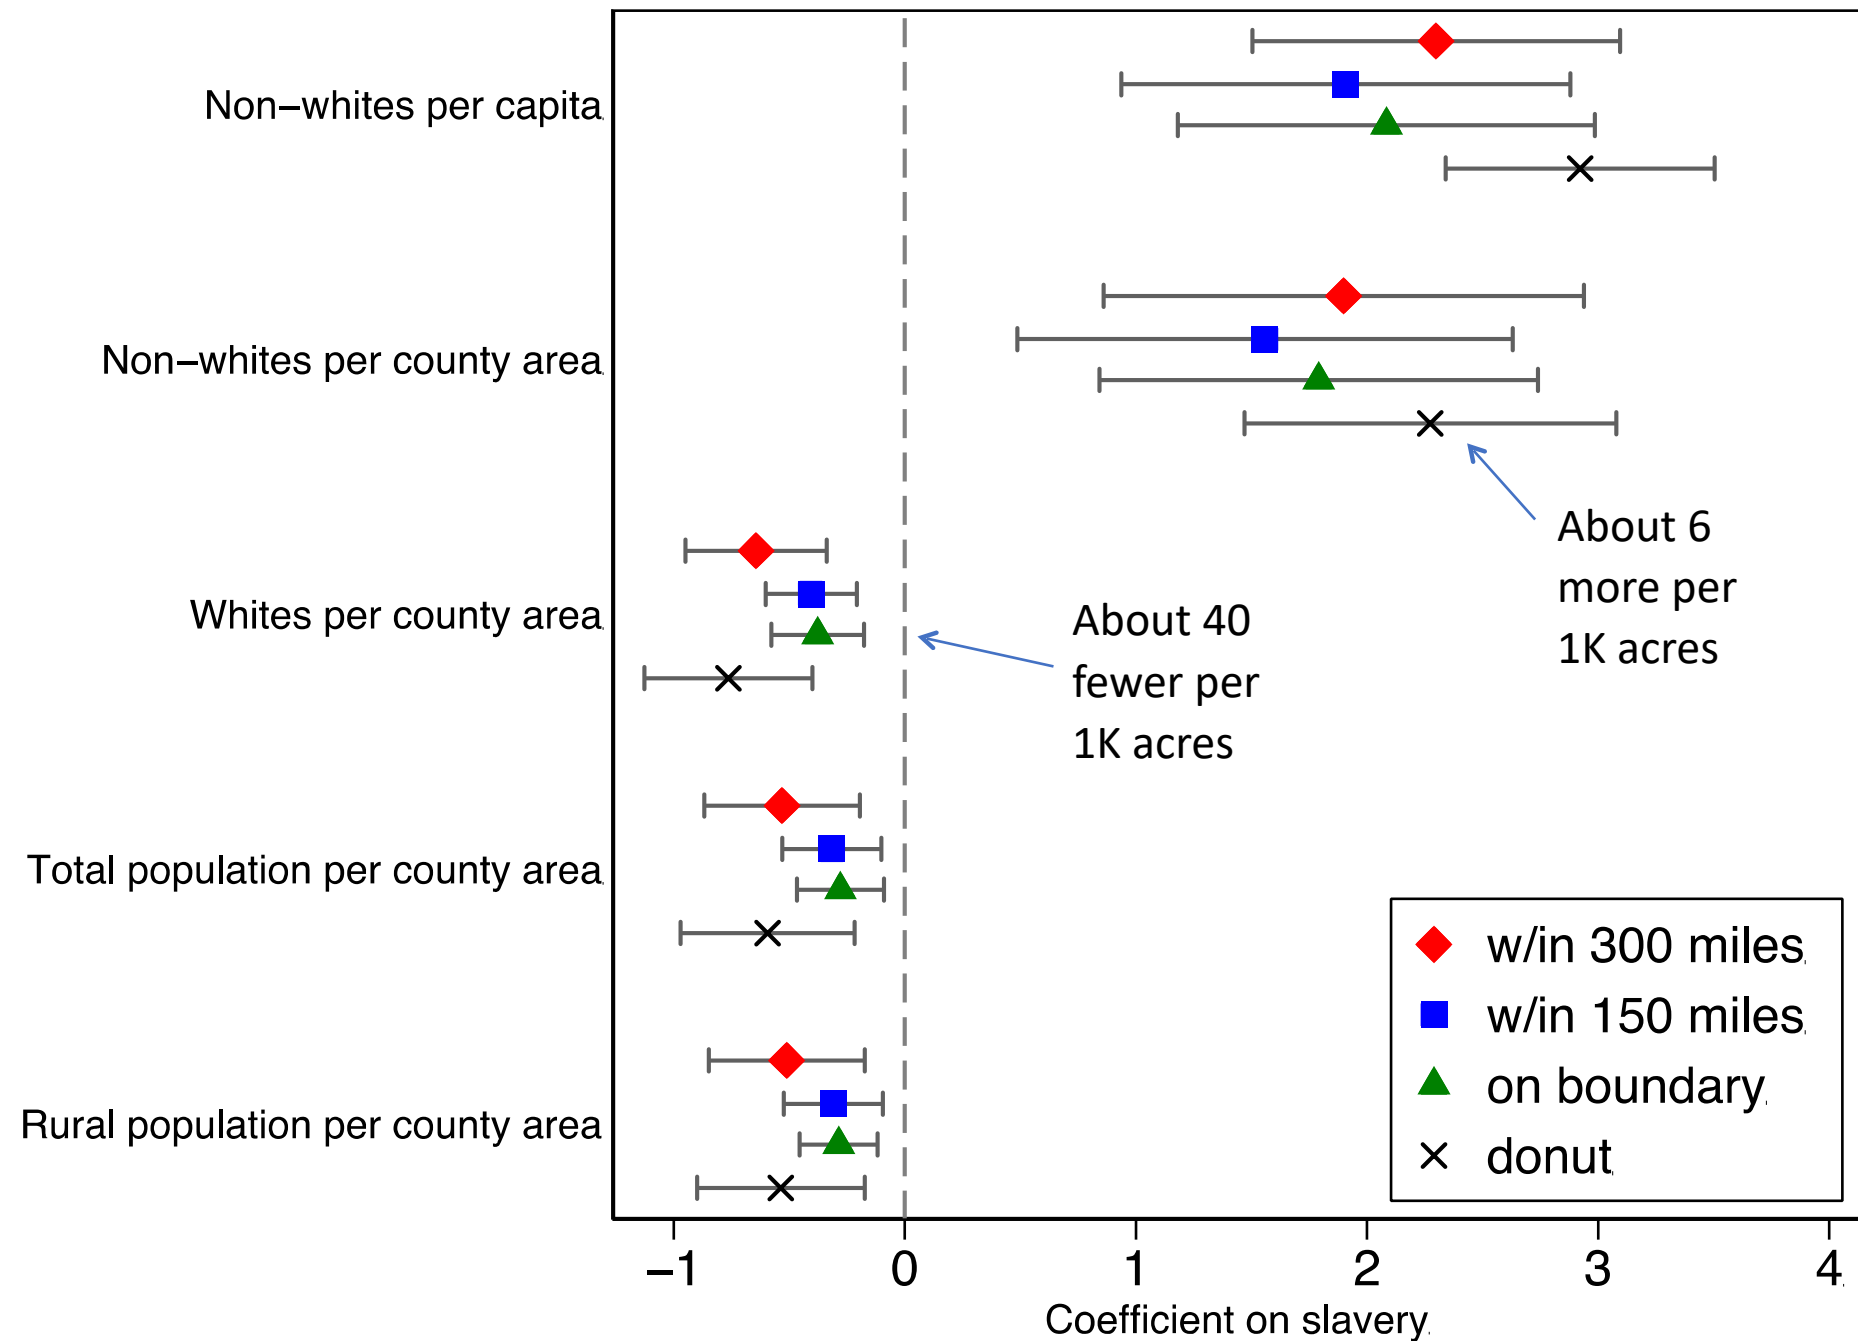 Non−whites per capita
Non−whites per county area
About 6
more per
1K acres
Whites per county area
About 40
fewer per
1K acres
Total population per county area
Rural population per county area
w/in 300 miles
w/in 150 miles
on boundary
donut
−1 0 1 2 3 4
Coefficient on slavery